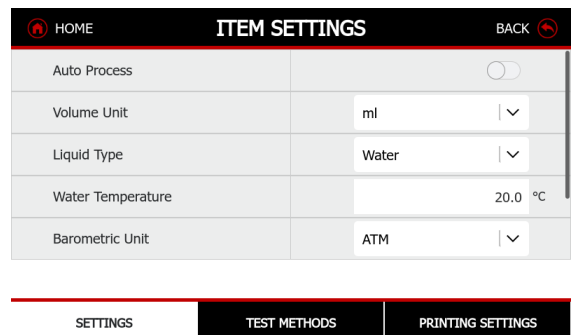 HOME ITEM SETTINGS BACK
Auto Process
Volume Unit ml
Liquid Type Water
Water Temperature 20.0 °C
Barometric Unit ATM
SETTINGS TEST METHODS PRINTING SETTINGS